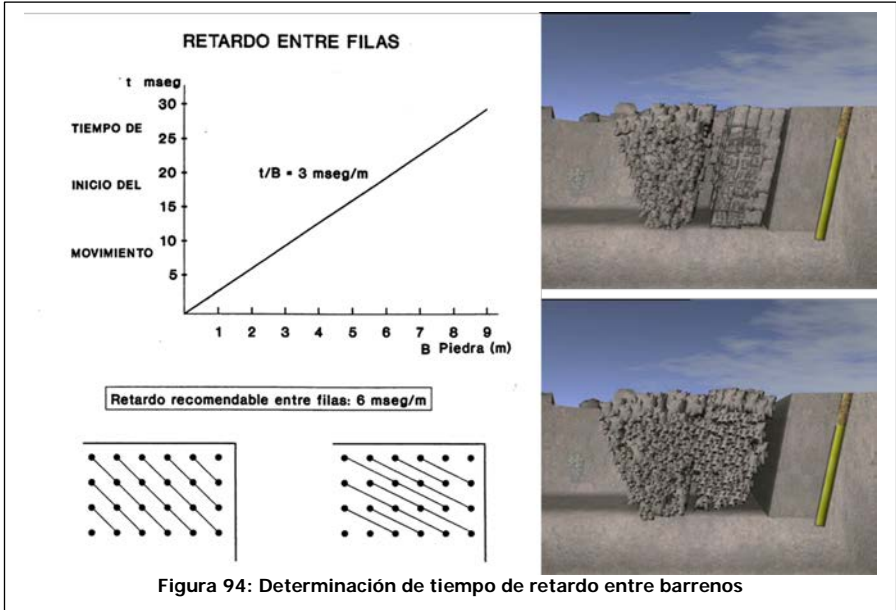 RETARDO ENTRE FILAS
t mseg
30
TIEMPO DE
25
20
INICIO DEL
t/B = 3 mseg/m
15
10
MOVIMIENTO
5
1 2 3 4 5 6 7 8 9
B Piedra (m)
Retardo recomendable entre filas: 6 mseg/m
Figura 94: Determinación de tiempo de retardo entre barrenos